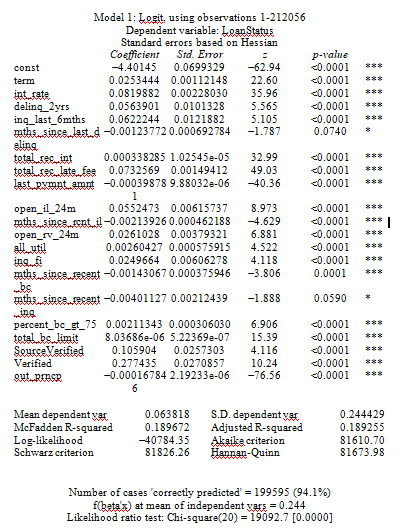 Model 1: Logit, using observations 1-212056
Dependent variable: LoanStatus
Standard errors based on Hessian
Coefficient Std. Error z p-value
const −4.40145 0.0699329 −62.94 <0.0001 ***
term 0.0253444 0.00112148 22.60 <0.0001 ***
int_rate 0.0819882 0.00228030 35.96 <0.0001 ***
delinq_2yrs 0.0563901 0.0101328 5.565 <0.0001 ***
inq_last_6mths 0.0622244 0.0121882 5.105 <0.0001 ***
mths_since_last_d −0.00123772 0.000692784 −1.787 0.0740 *
elinq
total_rec_int 0.000338285 1.02545e-05 32.99 <0.0001 ***
total_rec_late_fee 0.0732569 0.00149412 49.03 <0.0001 ***
last_pymnt_amnt −0.00039878 9.88032e-06 −40.36 <0.0001 ***
1
open_il_24m 0.0552473 0.00615737 8.973 <0.0001 ***
mths_since_rcnt_il −0.00213926 0.000462188 −4.629 <0.0001 ***
open_rv_24m 0.0261028 0.00379321 6.881 <0.0001 ***
all_util 0.00260427 0.000575915 4.522 <0.0001 ***
inq_fi 0.0249664 0.00606278 4.118 <0.0001 ***
mths_since_recent −0.00143067 0.000375946 −3.806 0.0001 ***
_bc
mths_since_recent −0.00401127 0.00212439 −1.888 0.0590 *
_inq
percent_bc_gt_75 0.00211343 0.000306030 6.906 <0.0001 ***
total_bc_limit 8.03686e-06 5.22369e-07 15.39 <0.0001 ***
SourceVerified 0.105904 0.0257303 4.116 <0.0001 ***
Verified 0.277435 0.0270857 10.24 <0.0001 ***
out_prncp −0.00016784 2.19233e-06 −76.56 <0.0001 ***
6
Mean dependent var 0.063818 S.D. dependent var 0.244429
McFadden R-squared 0.189672 Adjusted R-squared 0.189255
Log-likelihood −40784.35 Akaike criterion 81610.70
Schwarz criterion 81826.26 Hannan-Quinn 81673.98
Number of cases 'correctly predicted' = 199595 (94.1%)
f(beta'x) at mean of independent vars = 0.244
Likelihood ratio test: Chi-square(20) = 19092.7 [0.0000]